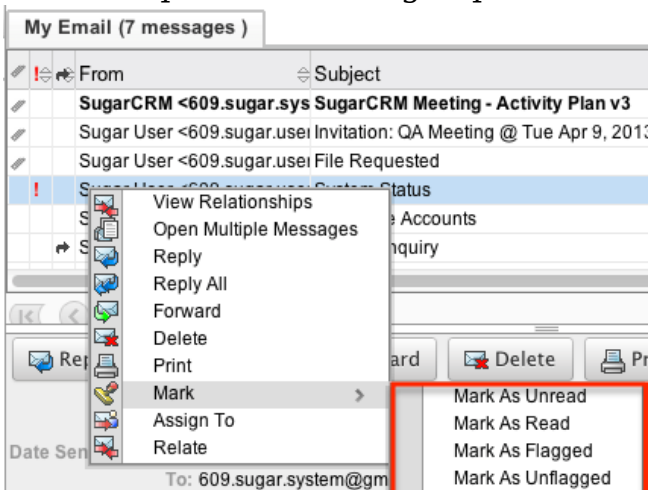 My Email (7 messages )
From Subject
SugarCRM <609.sugar.sys SugarCRM Meeting - Activity Plan v3
Sugar User <609.sugar.use Invitation: QA Meeting @ Tue Apr 9, 2013
Sugar User <609.sugar.use File Requested
! Status
View Relationships
Accounts
Open Multiple Messages
Reply
Reply All
Forward
Delete
Print
Mark >
Assign To
Relate
Rep
ard
Delete
Pr
Mark As Unread
Mark As Read
Mark As Flagged
Mark As Unflagged
Date Sen
To: 609.sugar.system@gm